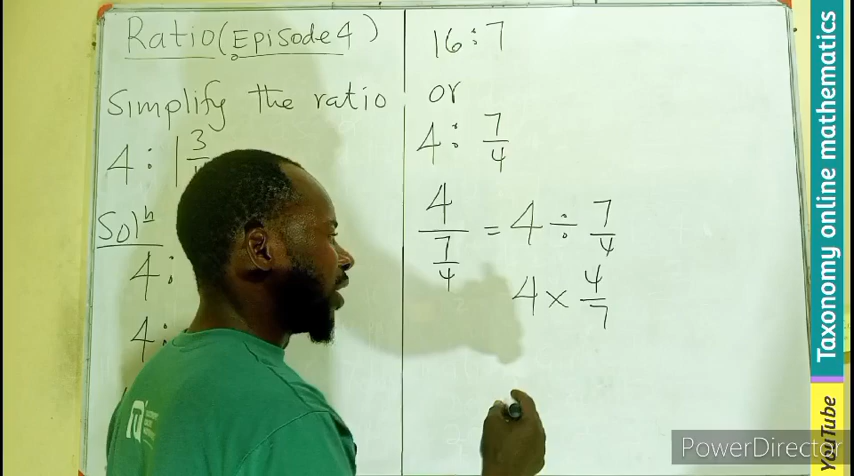 Ratio (Episode 4)
Simplify the ratio
4 : 1 3
Solⁿ
4 :
4 :
16 : 7
or
4 : 7/4
4 / 7/4 = 4 ÷ 7/4
4 × 4/7
Taxonomy online mathematics
YouTube
PowerDirector